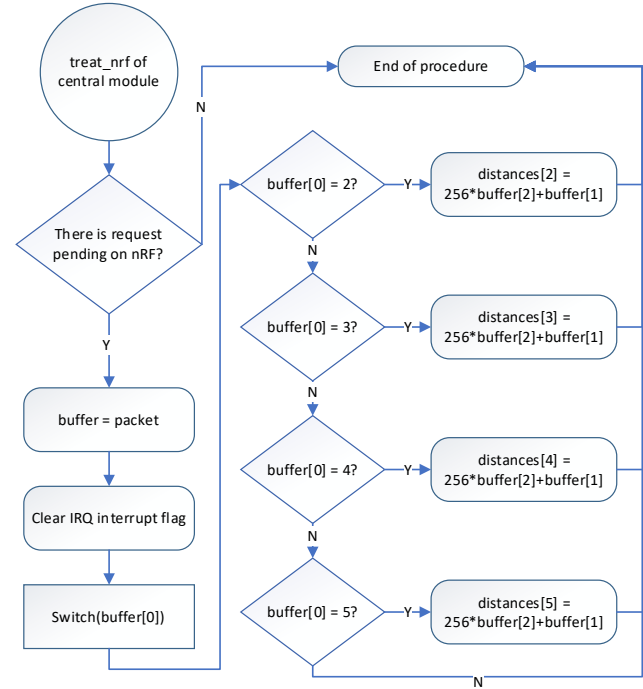 treat_nrf of
central module
End of procedure
N
There is request
pending on nRF?
Y
buffer = packet
Clear IRQ interrupt flag
Switch(buffer[0])
buffer[0] = 2?
Y
distances[2] =
256*buffer[2]+buffer[1]
N
buffer[0] = 3?
Y
distances[3] =
256*buffer[2]+buffer[1]
N
buffer[0] = 4?
Y
distances[4] =
256*buffer[2]+buffer[1]
N
buffer[0] = 5?
Y
distances[5] =
256*buffer[2]+buffer[1]
N